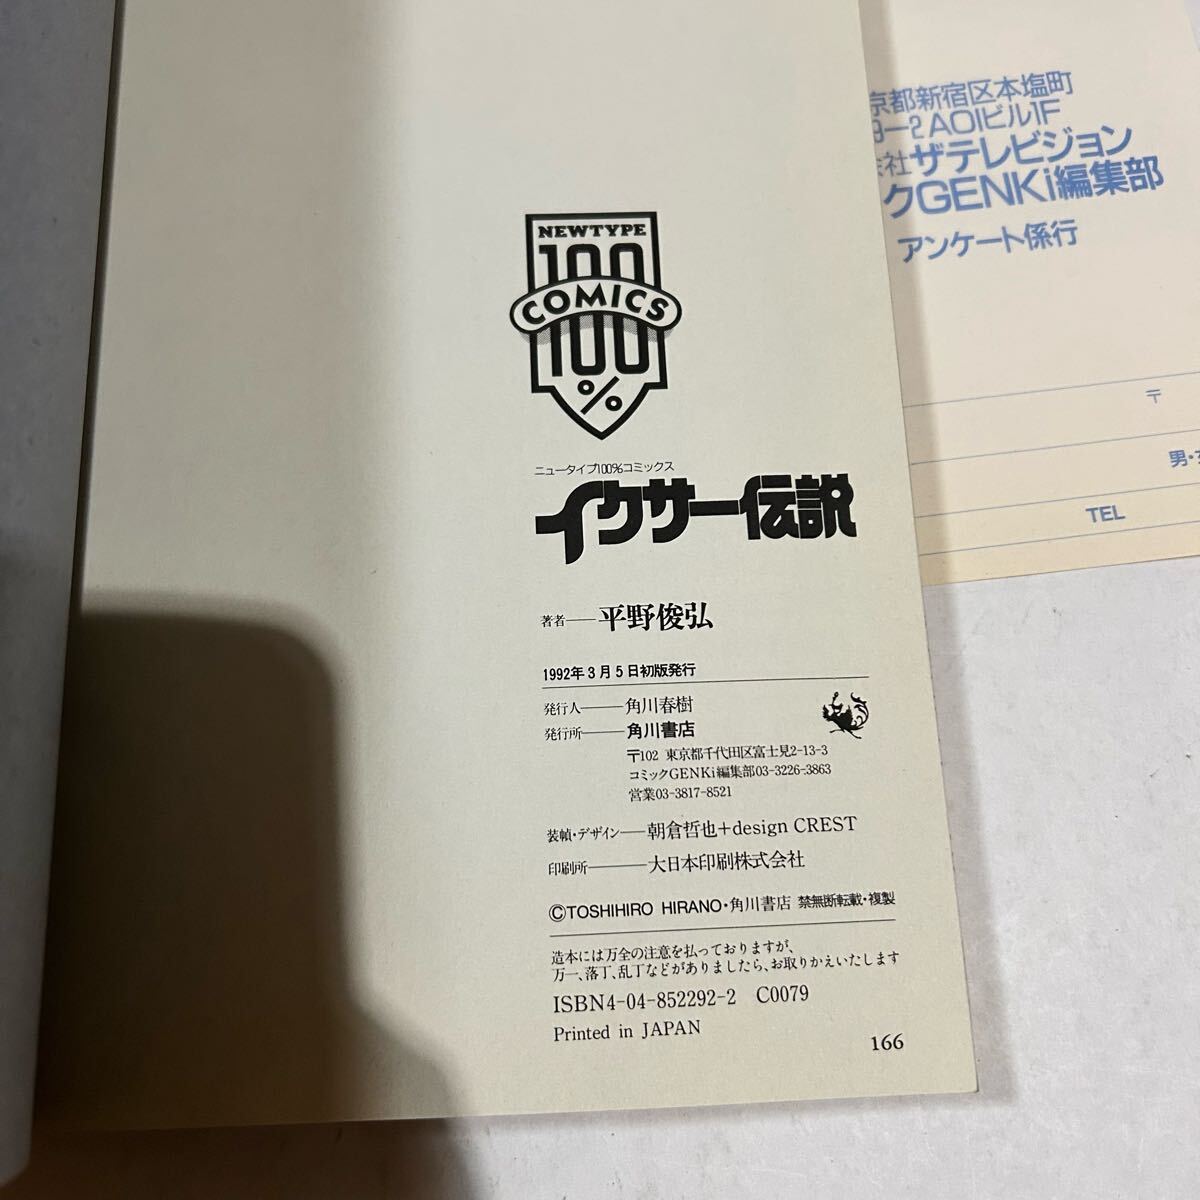 NEWTYPE
100
COMICS
100
%
ニュータイプ100%コミックス
イクサー伝説
著者――平野俊弘
1992年3月5日初版発行
発行人――角川春樹
発行所――角川書店
〒102 東京都千代田区富士見2-13-3
コミックGENKi編集部03-3226-3863
営業03-3817-8521
装幀・デザイン――朝倉哲也+design CREST
印刷所――大日本印刷株式会社
©TOSHIHIRO HIRANO・角川書店 禁無断転載・複製
造本には万全の注意を払っておりますが、
万一、落丁、乱丁などがありましたら、お取りかえいたします
ISBN4-04-852292-2 C0079
Printed in JAPAN
166
京都新宿区本塩町
9-2 AOIビル1F
会社ザテレビジョン
クGENKi編集部
アンケート係行
〒
男・
TEL